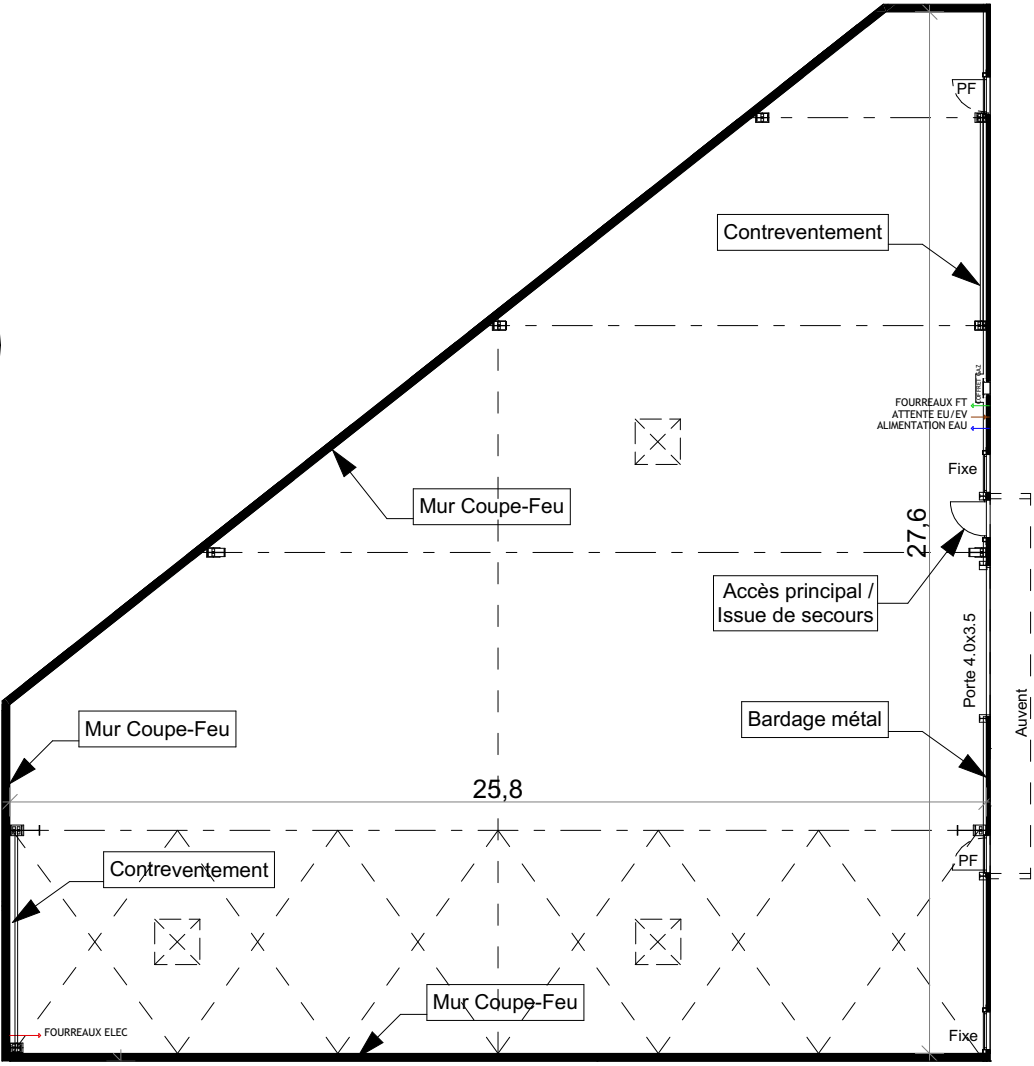 PF
Contreventement
COFFRET GAZ
FOURREAUX FT
ATTENTE EU/EV
ALIMENTATION EAU
Fixe
Mur Coupe-Feu
27,6
Accès principal /
Issue de secours
Porte 4.0x3.5
Auvent
Mur Coupe-Feu
Bardage métal
25,8
Contreventement
PF
Mur Coupe-Feu
FOURREAUX ELEC
Fixe